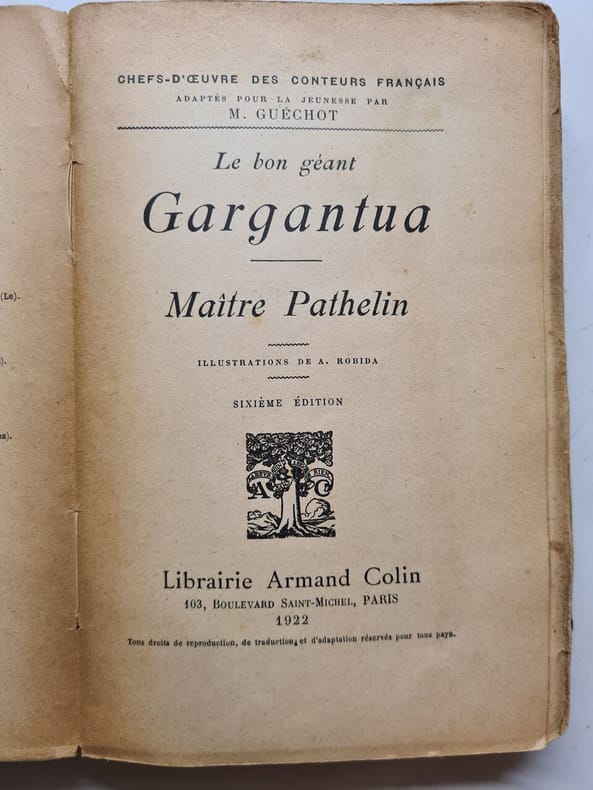 (Le).
).
es).
CHEFS-D'ŒUVRE DES CONTEURS FRANÇAIS
ADAPTÉS POUR LA JEUNESSE PAR
M. GUÉCHOT
Le bon géant
Gargantua
Maître Pathelin
ILLUSTRATIONS DE A. ROBIDA
SIXIÈME ÉDITION
A C
Librairie Armand Colin
103, BOULEVARD SAINT-MICHEL, PARIS
1922
Tous droits de reproduction, de traduction, et d'adaptation réservés pour tous pays.